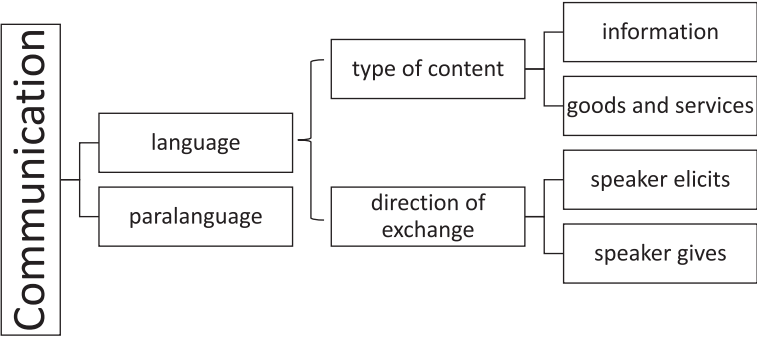 Communication
language
paralanguage
type of content
direction of
exchange
information
goods and services
speaker elicits
speaker gives